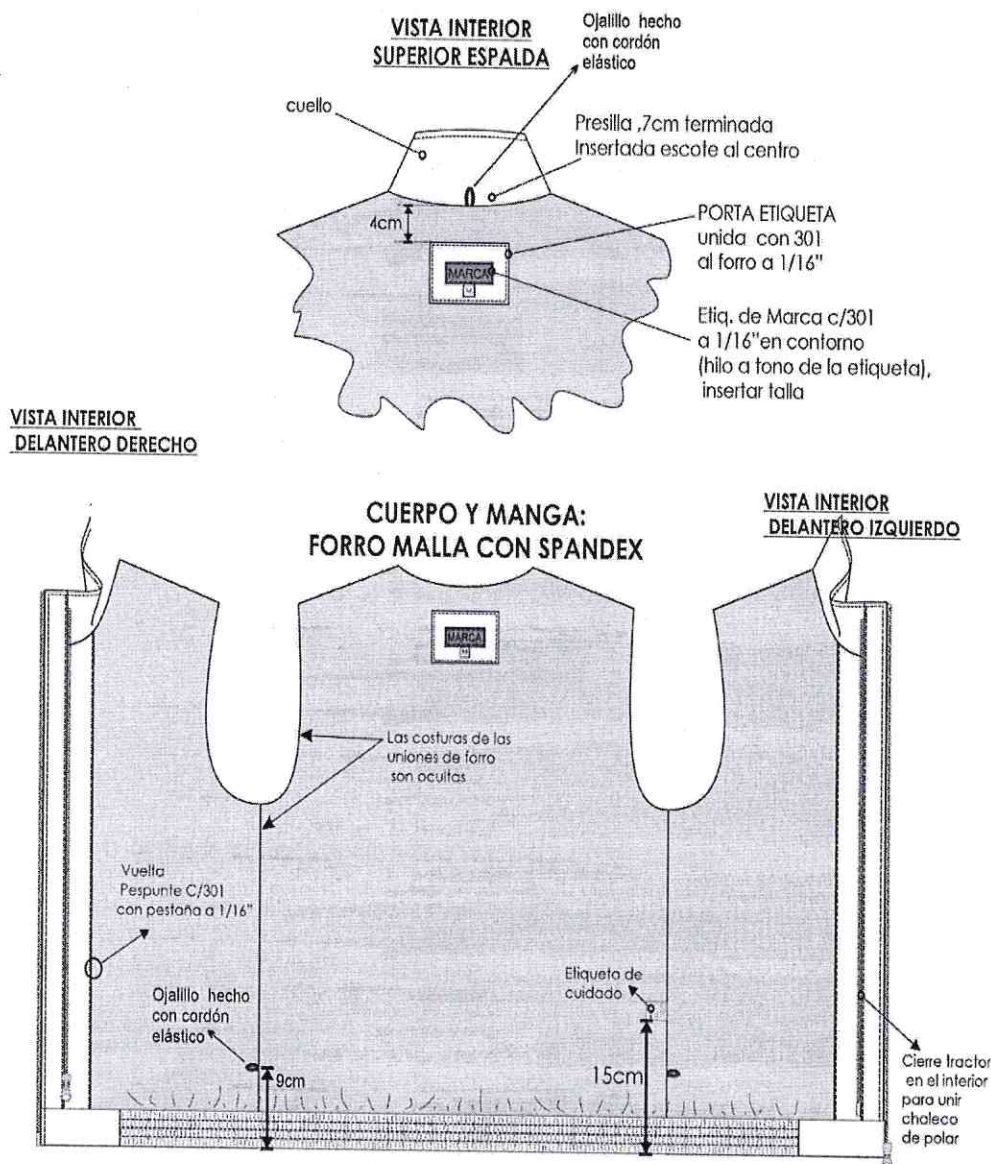 VISTA INTERIOR
SUPERIOR ESPALDA
Ojalillo hecho
con cordón
elástico
cuello
Presilla ,7cm terminada
Insertada escote al centro
4cm
PORTA ETIQUETA
unida con 301
al forro a 1/16"
MARCA
M
Etiq. de Marca c/301
a 1/16"en contorno
(hilo a tono de la etiqueta),
insertar talla
VISTA INTERIOR
DELANTERO DERECHO
CUERPO Y MANGA:
FORRO MALLA CON SPANDEX
VISTA INTERIOR
DELANTERO IZQUIERDO
MARCA
M
Las costuras de las
uniones de forro
son ocultas
Vuelta
Pespunte C/301
con pestaña a 1/16"
Etiqueta de
cuidado
Ojalillo hecho
con cordón
elástico
9cm
15cm
Cierre tractor
en el interior
para unir
chaleco
de polar